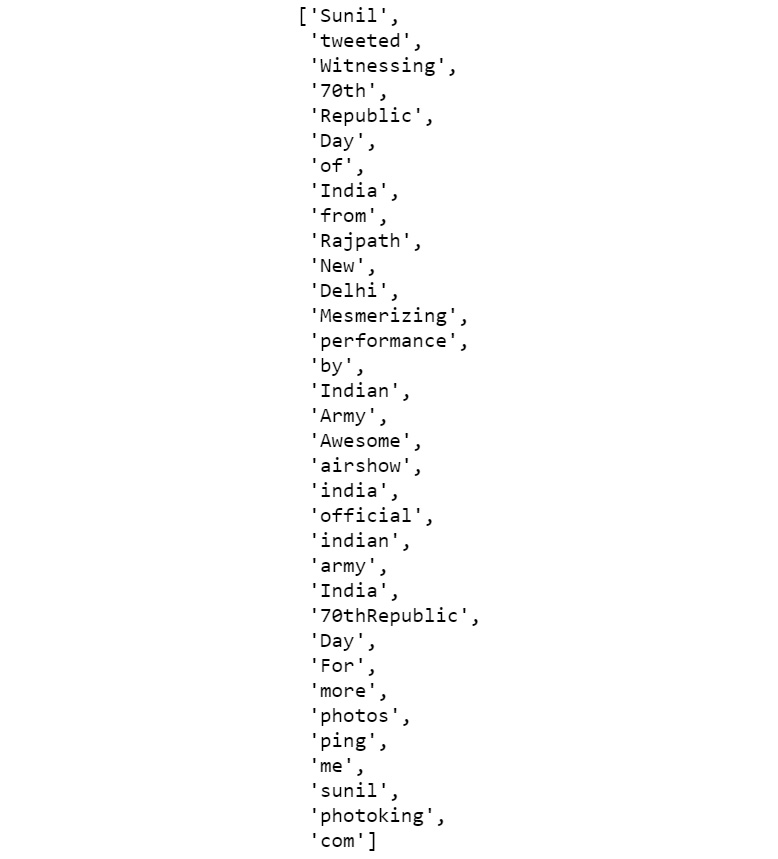 ['Sunil',
'tweeted',
'Witnessing',
'70th',
'Republic',
'Day',
'of',
'India',
'from',
'Rajpath',
'New',
'Delhi',
'Mesmerizing',
'performance',
'by',
'Indian',
'Army',
'Awesome',
'airshow',
'india',
'official',
'indian',
'army',
'India',
'70thRepublic',
'Day',
'For',
'more',
'photos',
'ping',
'me',
'sunil',
'photoking',
'com']